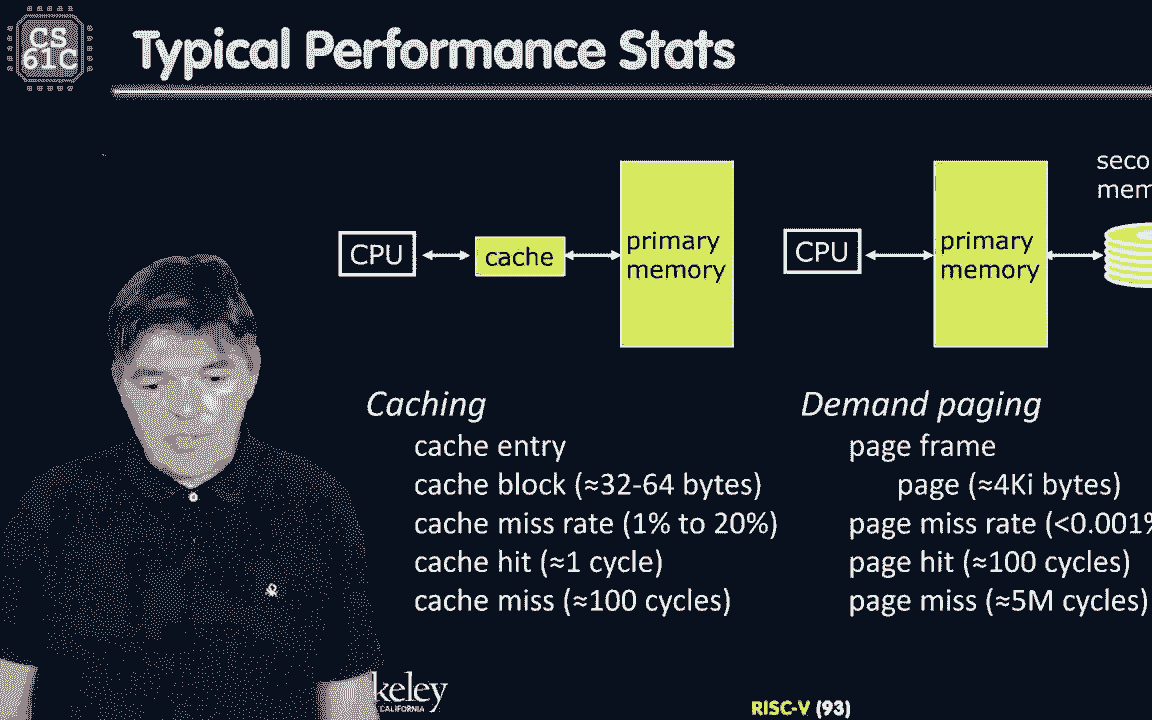 CS
61C
Typical Performance Stats
CPU
cache
primary
memory
CPU
primary
memory
seco
mem
Caching
cache entry
cache block (≈32-64 bytes)
cache miss rate (1% to 20%)
cache hit (≈1 cycle)
cache miss (≈100 cycles)
Demand paging
page frame
page (≈4Ki bytes)
page miss rate (<0.001%
page hit (≈100 cycles)
page miss (≈5M cycles)
keley
CALIFORNIA
RISC-V (93)